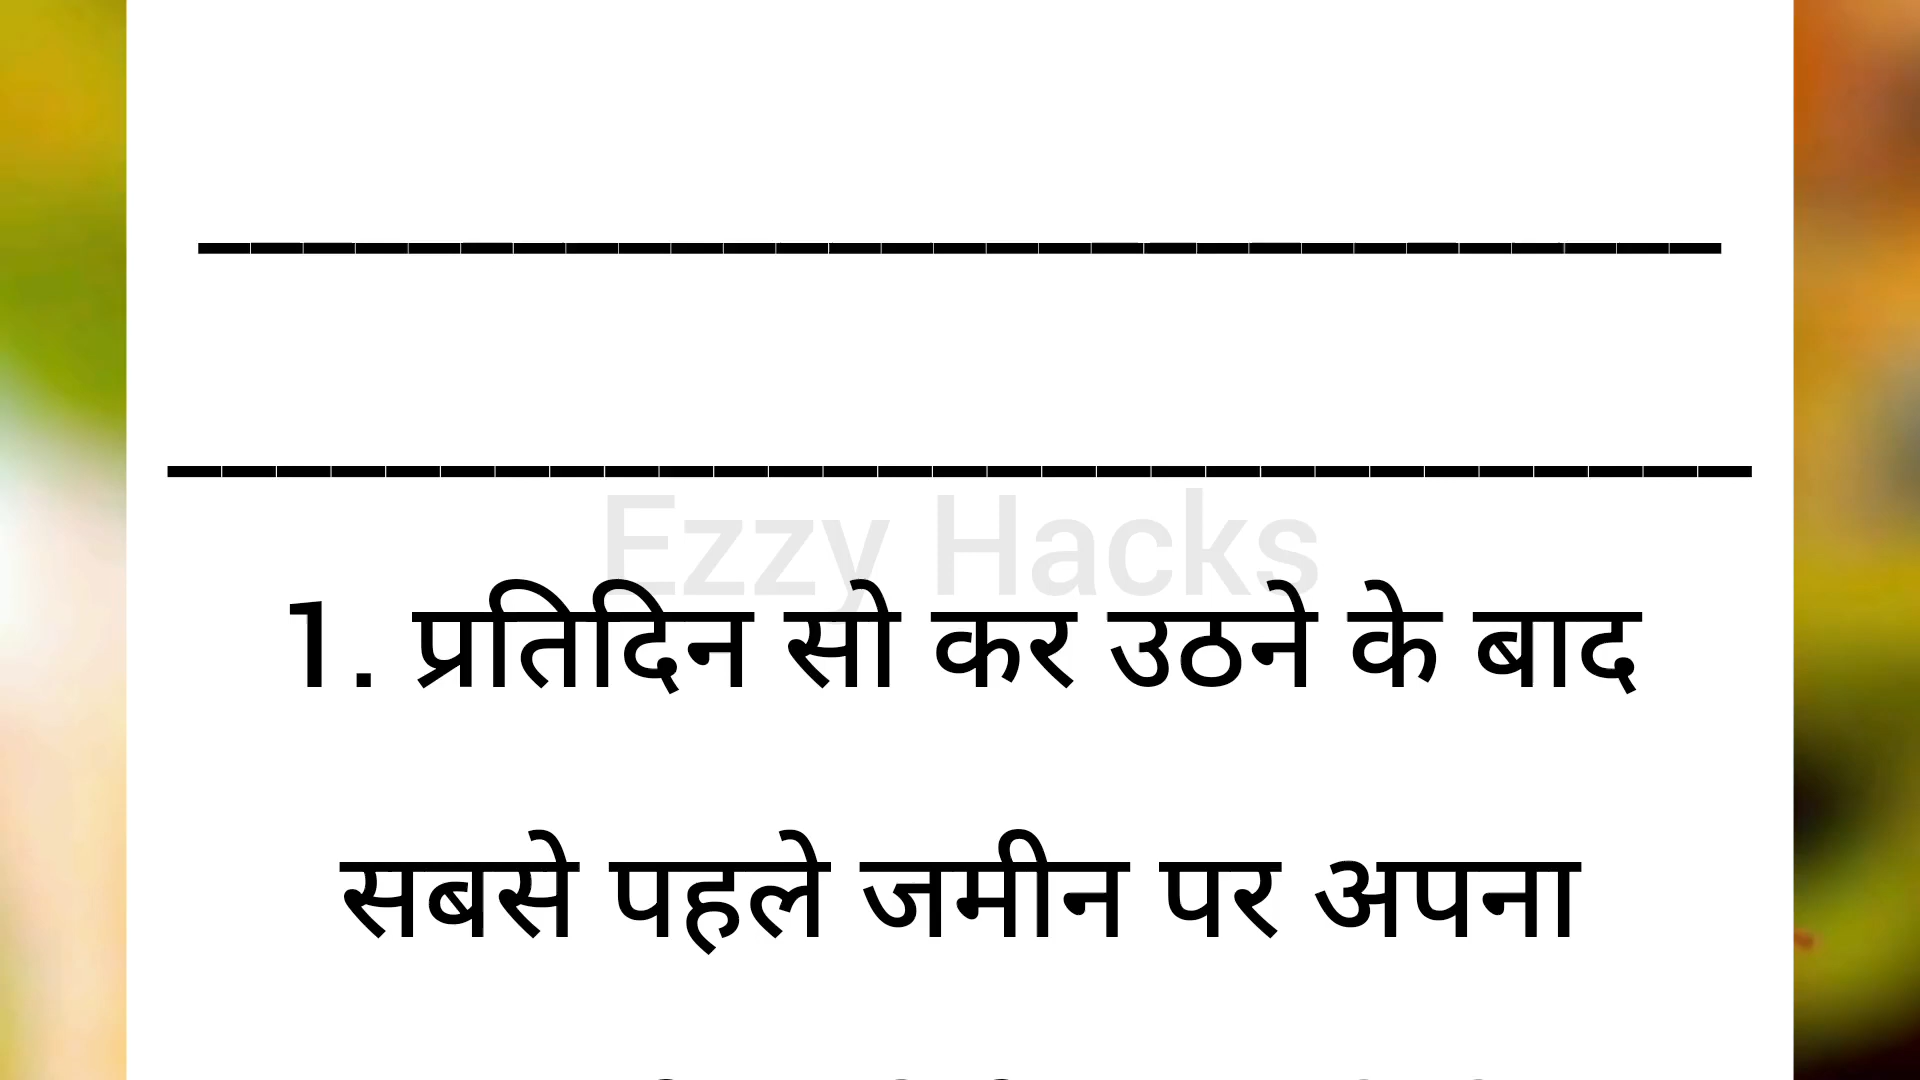 Ezzy Hacks
1. प्रतिदिन सो कर उठने के बाद
सबसे पहले जमीन पर अपना